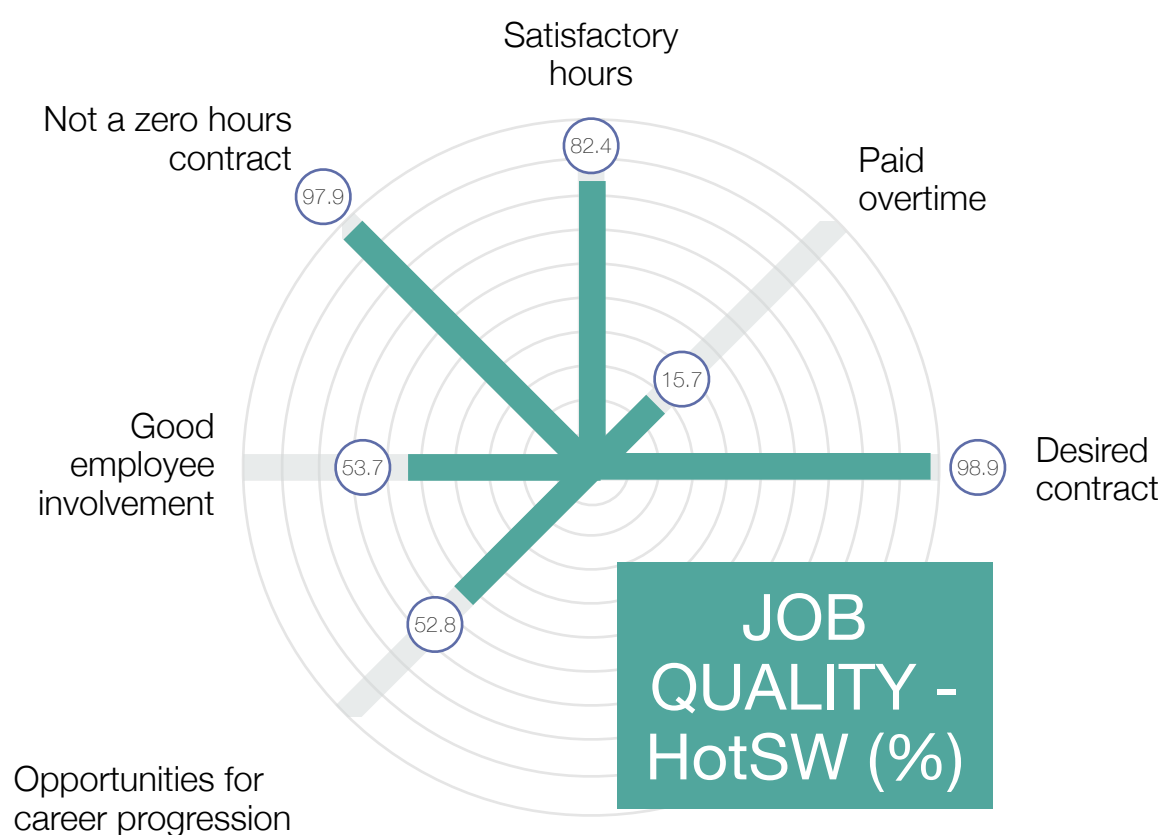 Satisfactory
hours
82.4
Not a zero hours
contract
97.9
Paid
overtime
15.7
Good
employee
involvement
53.7
Desired
contract
98.9
52.8
Opportunities for
career progression
JOB
QUALITY -
HotSW (%)